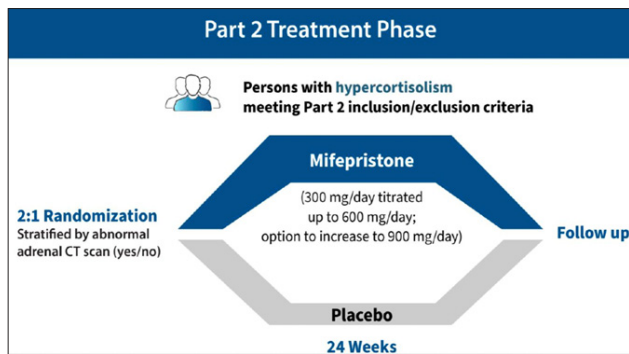 Part 2 Treatment Phase
Persons with hypercortisolism
meeting Part 2 inclusion/exclusion criteria
Mifepristone
(300 mg/day titrated
up to 600 mg/day;
option to increase to 900 mg/day)
2:1 Randomization
Stratified by abnormal
adrenal CT scan (yes/no)
Follow up
Placebo
24 Weeks